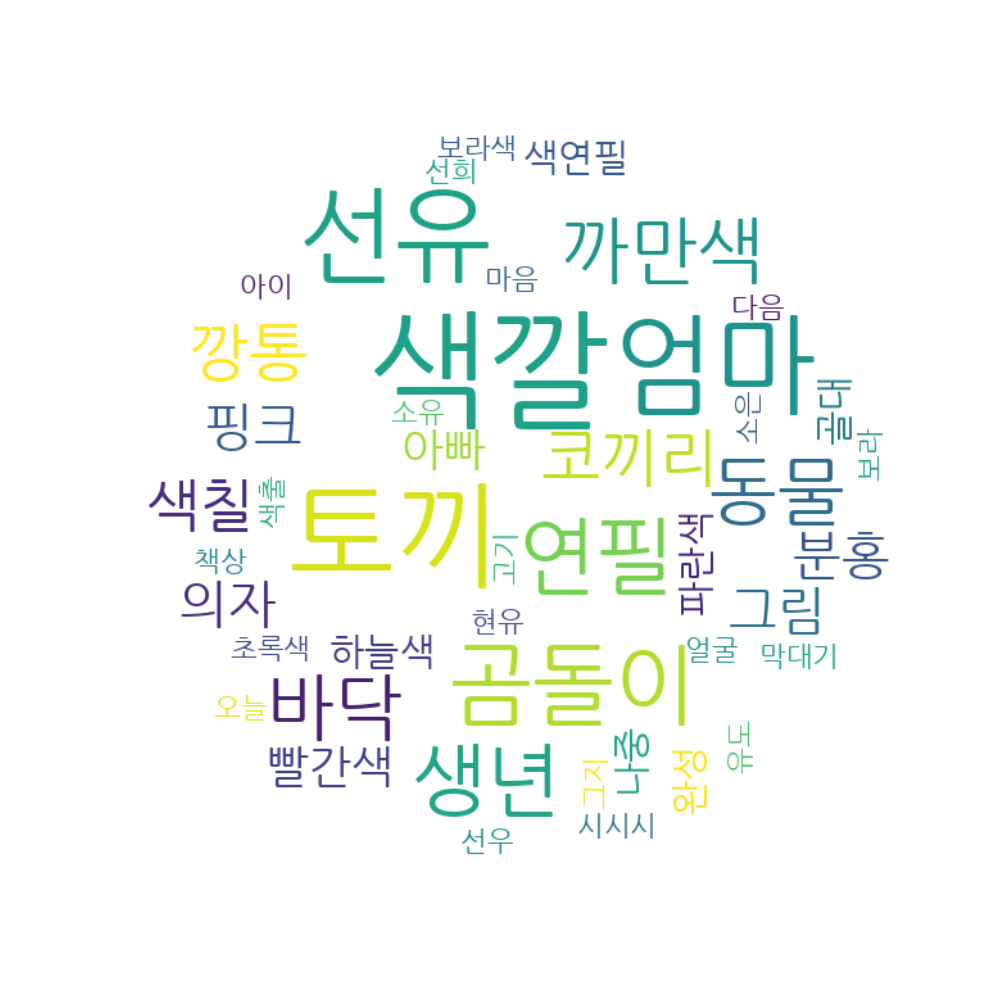 보라색
색연필
선희
선유
까만색
아이
마음
다음
깡통
색깔
엄마
핑크
소유
소은
골대
아빠
코끼리
보라
색칠
색출
토끼
동물
책상
고기
연필
파란색
분홍
의자
현유
그림
초록색
하늘색
얼굴
막대기
오늘
바닥
곰돌이
빨간색
생년
나중
유도
그지
완성
선우
시시시